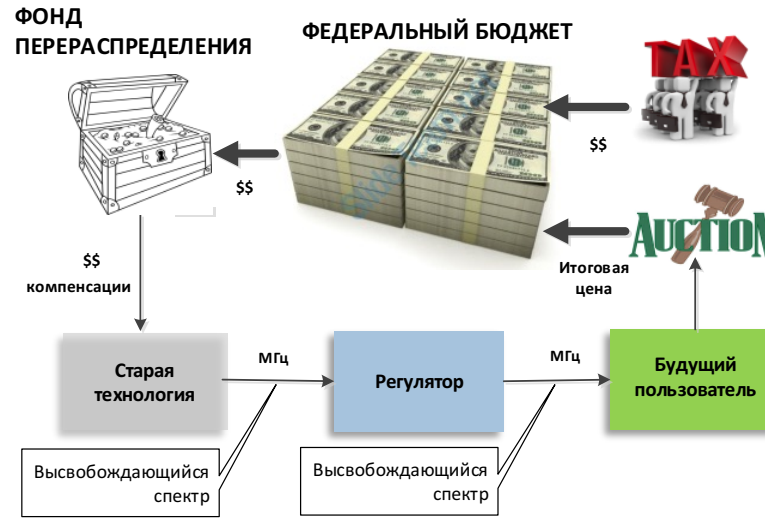 ФОНД
ПЕРЕРАСПРЕДЕЛЕНИЯ
ФЕДЕРАЛЬНЫЙ БЮДЖЕТ
TAX
$$
$$
AUCTION
Итоговая
цена
$$
компенсации
Старая
технология
МГц
Регулятор
МГц
Будущий
пользователь
Высвобождающийся
спектр
Высвобождающийся
спектр